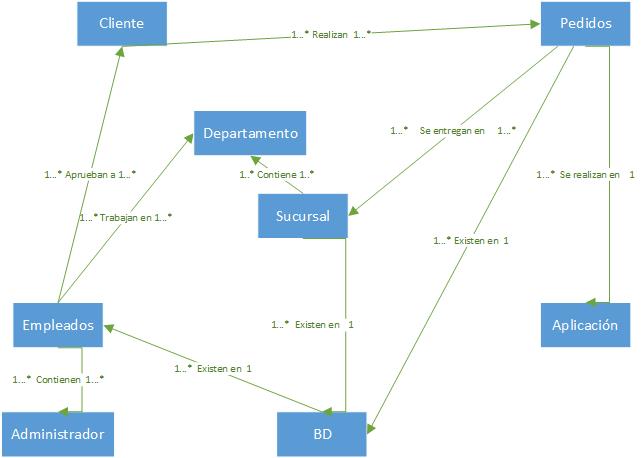 Cliente
Pedidos
1...* Realizan 1...*
Departamento
1...* Se entregan en 1...*
1...* Aprueban a 1...*
1..* Contiene 1..*
1...* Se realizan en 1
Sucursal
1...* Trabajan en 1...*
1...* Existen en 1
Empleados
1...* Existen en 1
Aplicación
1...* Existen en 1
1...* Contienen 1...*
Administrador
BD